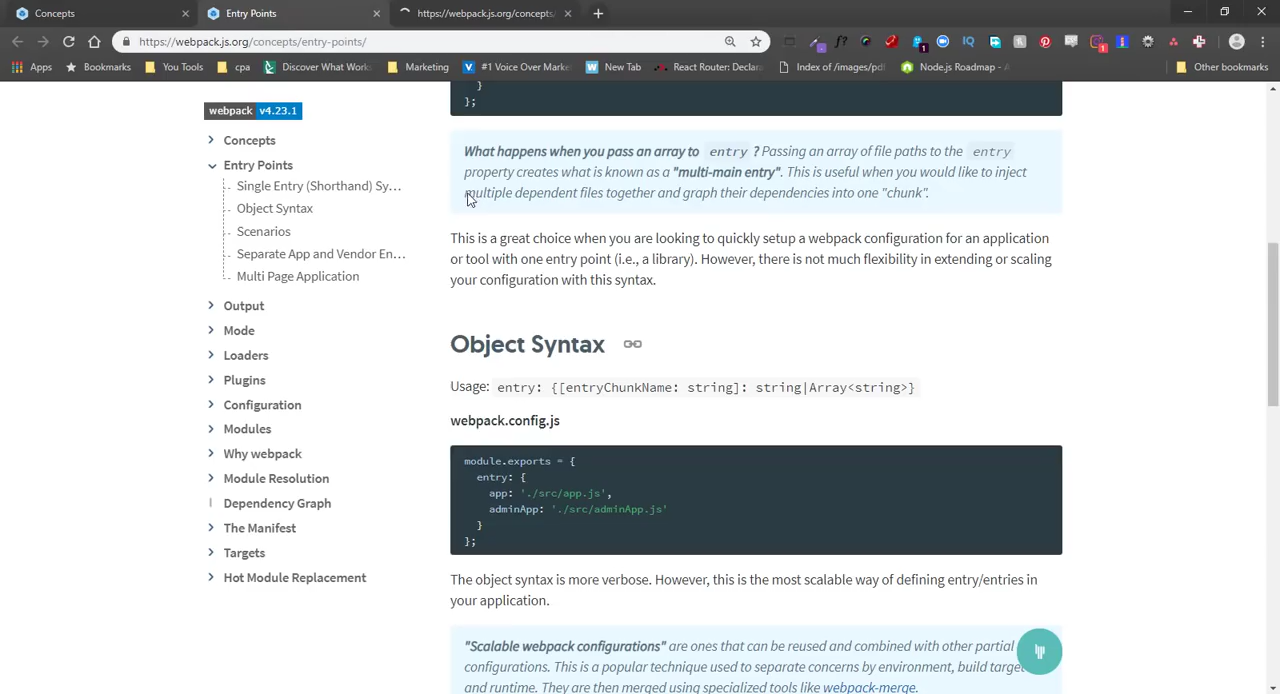 Concepts
Entry Points
https://webpack.js.org/concepts/
https://webpack.js.org/concepts/entry-points/
Apps
Bookmarks
You Tools
cpa
Discover What Work
Marketing
#1 Voice Over Marke
New Tab
React Router: Declara
Index of /images/pdf
Node.js Roadmap - A
Other bookmarks
webpack v4.23.1
Concepts
Entry Points
Single Entry (Shorthand) Sy…
Object Syntax
Scenarios
Separate App and Vendor En…
Multi Page Application
Output
Mode
Loaders
Plugins
Configuration
Modules
Why webpack
Module Resolution
Dependency Graph
The Manifest
Targets
Hot Module Replacement
}
};
What happens when you pass an array to entry ? Passing an array of file paths to the entry
property creates what is known as a "multi-main entry". This is useful when you would like to inject
multiple dependent files together and graph their dependencies into one "chunk".
This is a great choice when you are looking to quickly setup a webpack configuration for an application
or tool with one entry point (i.e., a library). However, there is not much flexibility in extending or scaling
your configuration with this syntax.
Object Syntax
Usage: entry: {[entryChunkName: string]: string|Array<string>}
webpack.config.js
module.exports = {
entry: {
app: './src/app.js',
adminApp: './src/adminApp.js'
}
};
The object syntax is more verbose. However, this is the most scalable way of defining entry/entries in
your application.
"Scalable webpack configurations" are ones that can be reused and combined with other partial
configurations. This is a popular technique used to separate concerns by environment, build target
and runtime. They are then merged using specialized tools like webpack-merge.